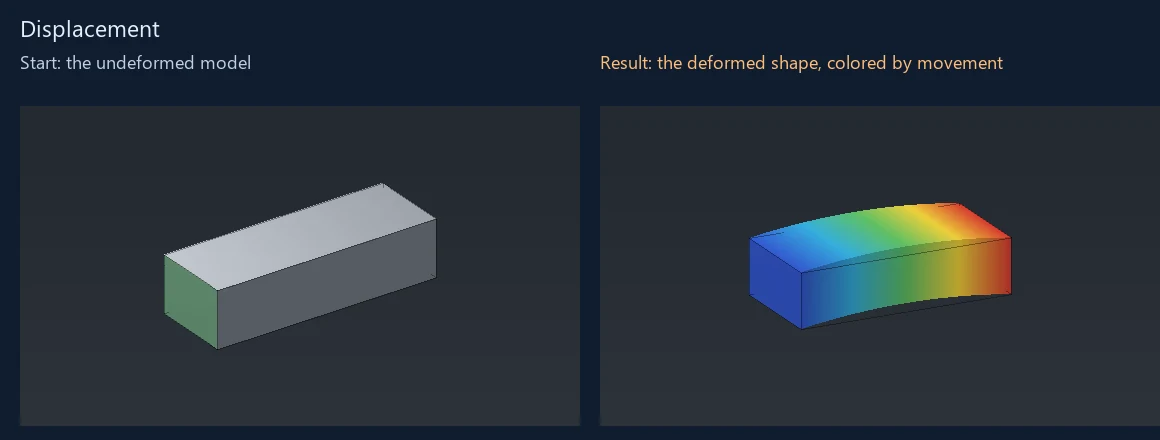 Displacement
Start: the undeformed model
Result: the deformed shape, colored by movement